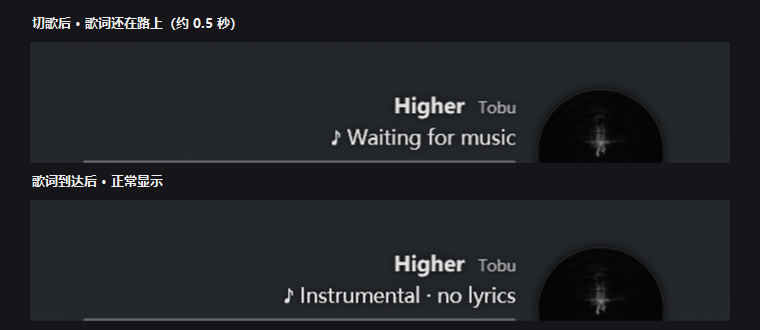 切歌后 • 歌词还在路上（约 0.5 秒）
Higher Tobu
♪ Waiting for music
歌词到达后 • 正常显示
Higher Tobu
♪ Instrumental · no lyrics